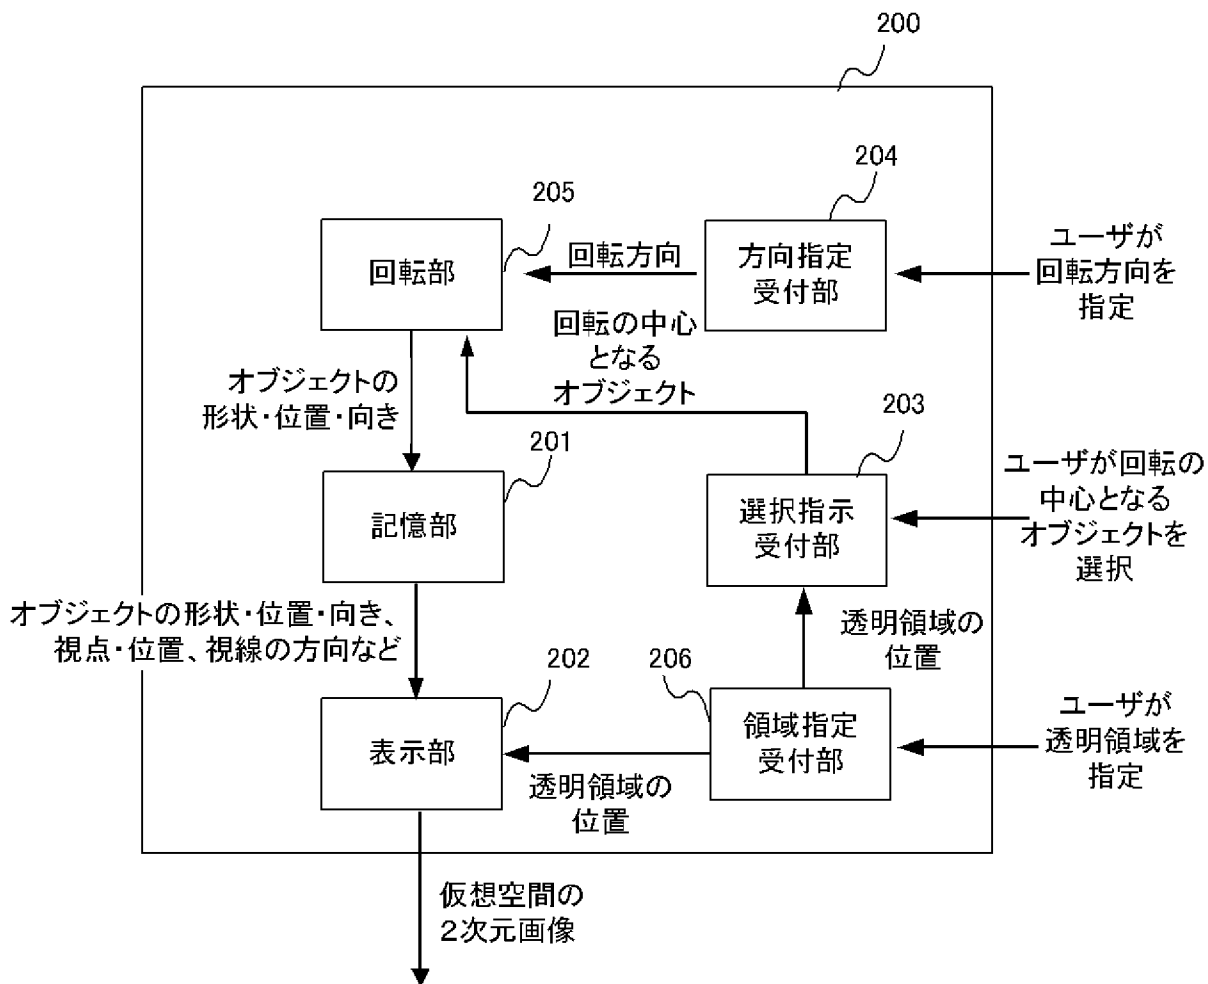 200
204
205
回転部
回転方向
方向指定
受付部
ユーザが
回転方向を
指定
回転の中心
となる
オブジェクト
オブジェクトの
形状・位置・向き
203
201
記憶部
選択指示
受付部
ユーザが回転の
中心となる
オブジェクトを
選択
オブジェクトの形状・位置・向き、
視点・位置、視線の方向など
透明領域の
位置
202
206
表示部
領域指定
受付部
ユーザが
透明領域を
指定
透明領域の
位置
仮想空間の
２次元画像